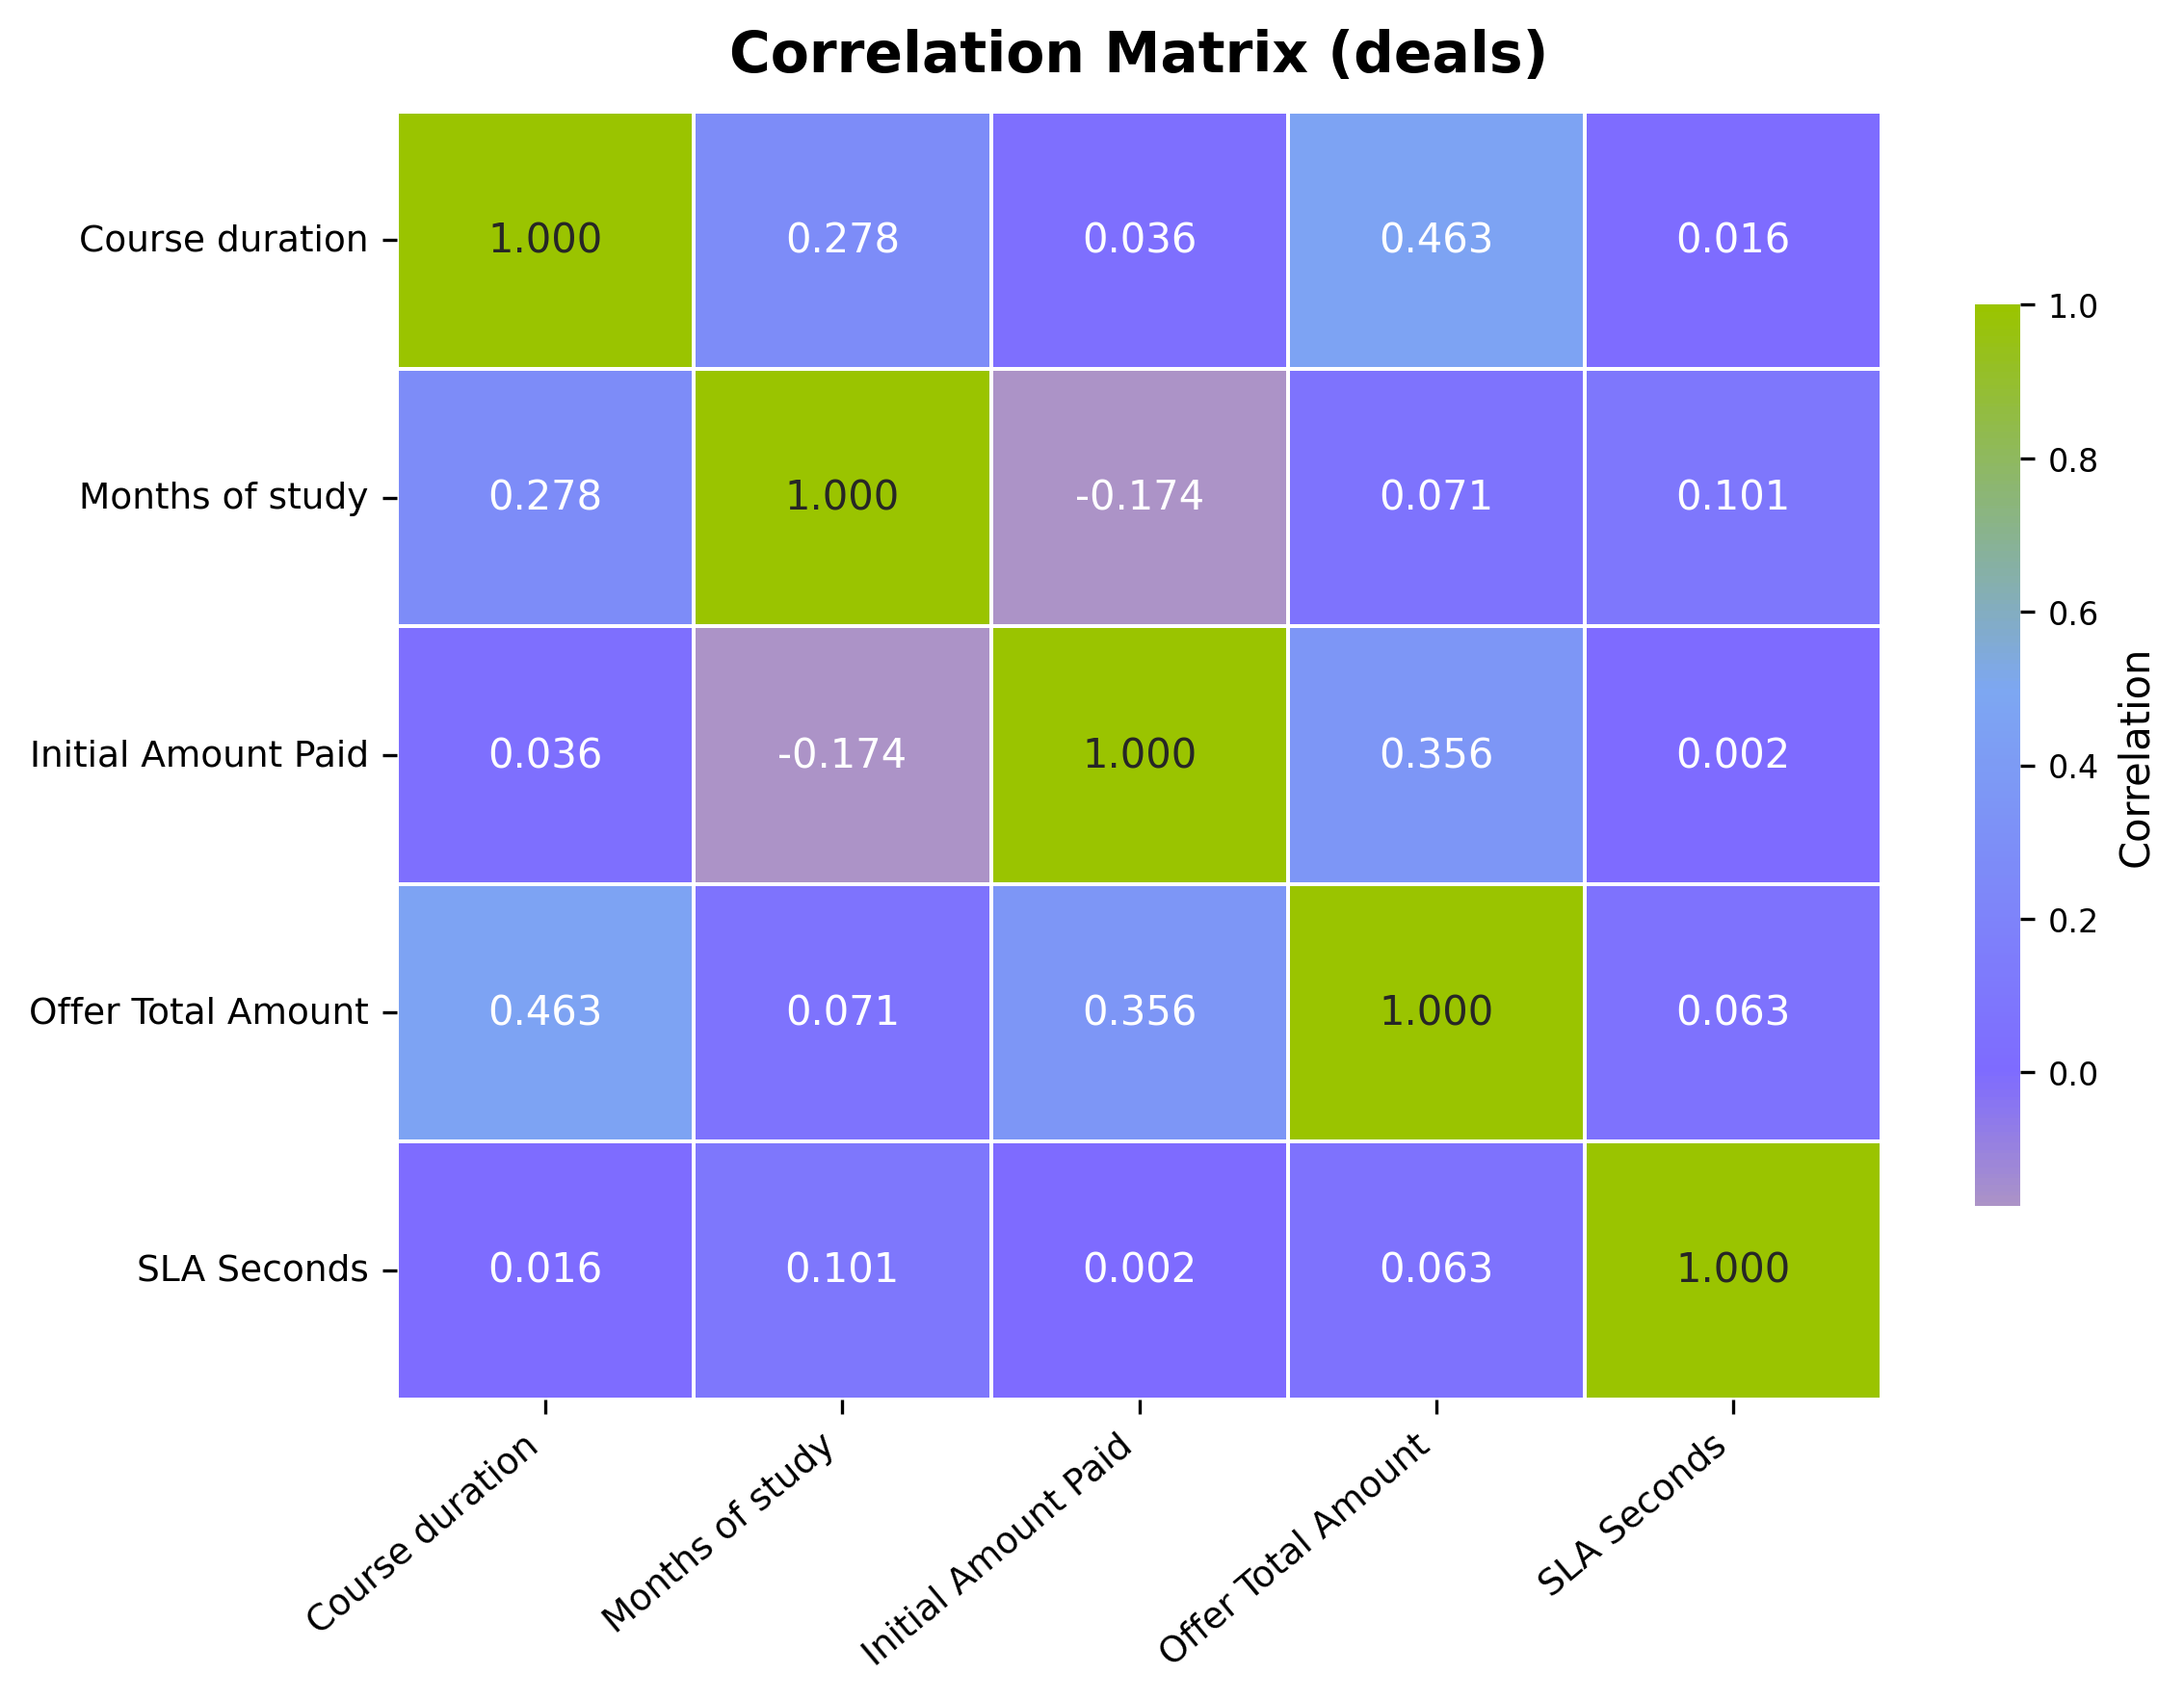 Correlation Matrix (deals)
Course duration 1.000 0.278 0.036 0.463 0.016
Months of study 0.278 1.000 -0.174 0.071 0.101
Initial Amount Paid 0.036 -0.174 1.000 0.356 0.002
Offer Total Amount 0.463 0.071 0.356 1.000 0.063
SLA Seconds 0.016 0.101 0.002 0.063 1.000
Course duration
Months of study
Initial Amount Paid
Offer Total Amount
SLA Seconds
1.0
0.8
0.6
0.4
0.2
0.0
Correlation